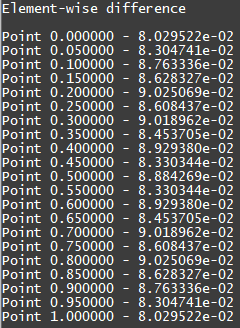 Element-wise difference
Point 0.000000 - 8.029522e-02
Point 0.050000 - 8.304741e-02
Point 0.100000 - 8.763336e-02
Point 0.150000 - 8.628327e-02
Point 0.200000 - 9.025069e-02
Point 0.250000 - 8.608437e-02
Point 0.300000 - 9.018962e-02
Point 0.350000 - 8.453705e-02
Point 0.400000 - 8.929380e-02
Point 0.450000 - 8.330344e-02
Point 0.500000 - 8.884269e-02
Point 0.550000 - 8.330344e-02
Point 0.600000 - 8.929380e-02
Point 0.650000 - 8.453705e-02
Point 0.700000 - 9.018962e-02
Point 0.750000 - 8.608437e-02
Point 0.800000 - 9.025069e-02
Point 0.850000 - 8.628327e-02
Point 0.900000 - 8.763336e-02
Point 0.950000 - 8.304741e-02
Point 1.000000 - 8.029522e-02